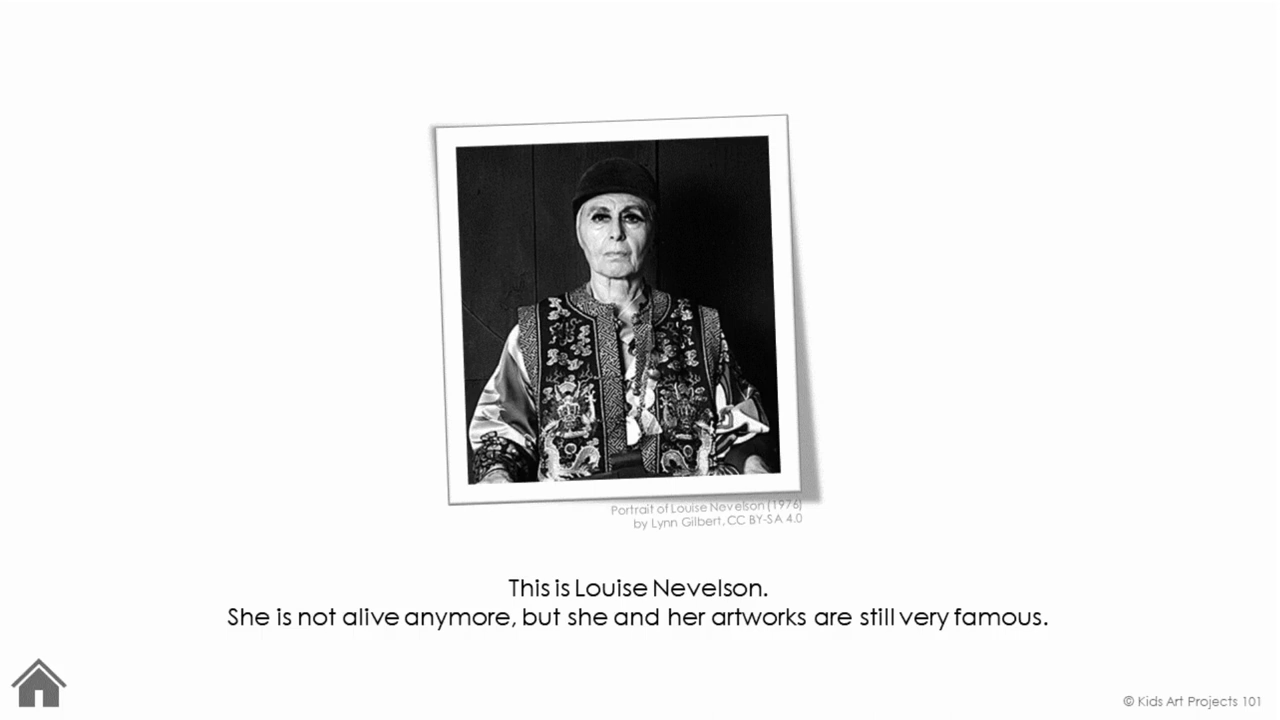 Portrait of Louise Nevelson (1976)
by Lynn Gilbert, CC BY-SA 4.0
This is Louise Nevelson.
She is not alive anymore, but she and her artworks are still very famous.
© Kids Art Projects 101